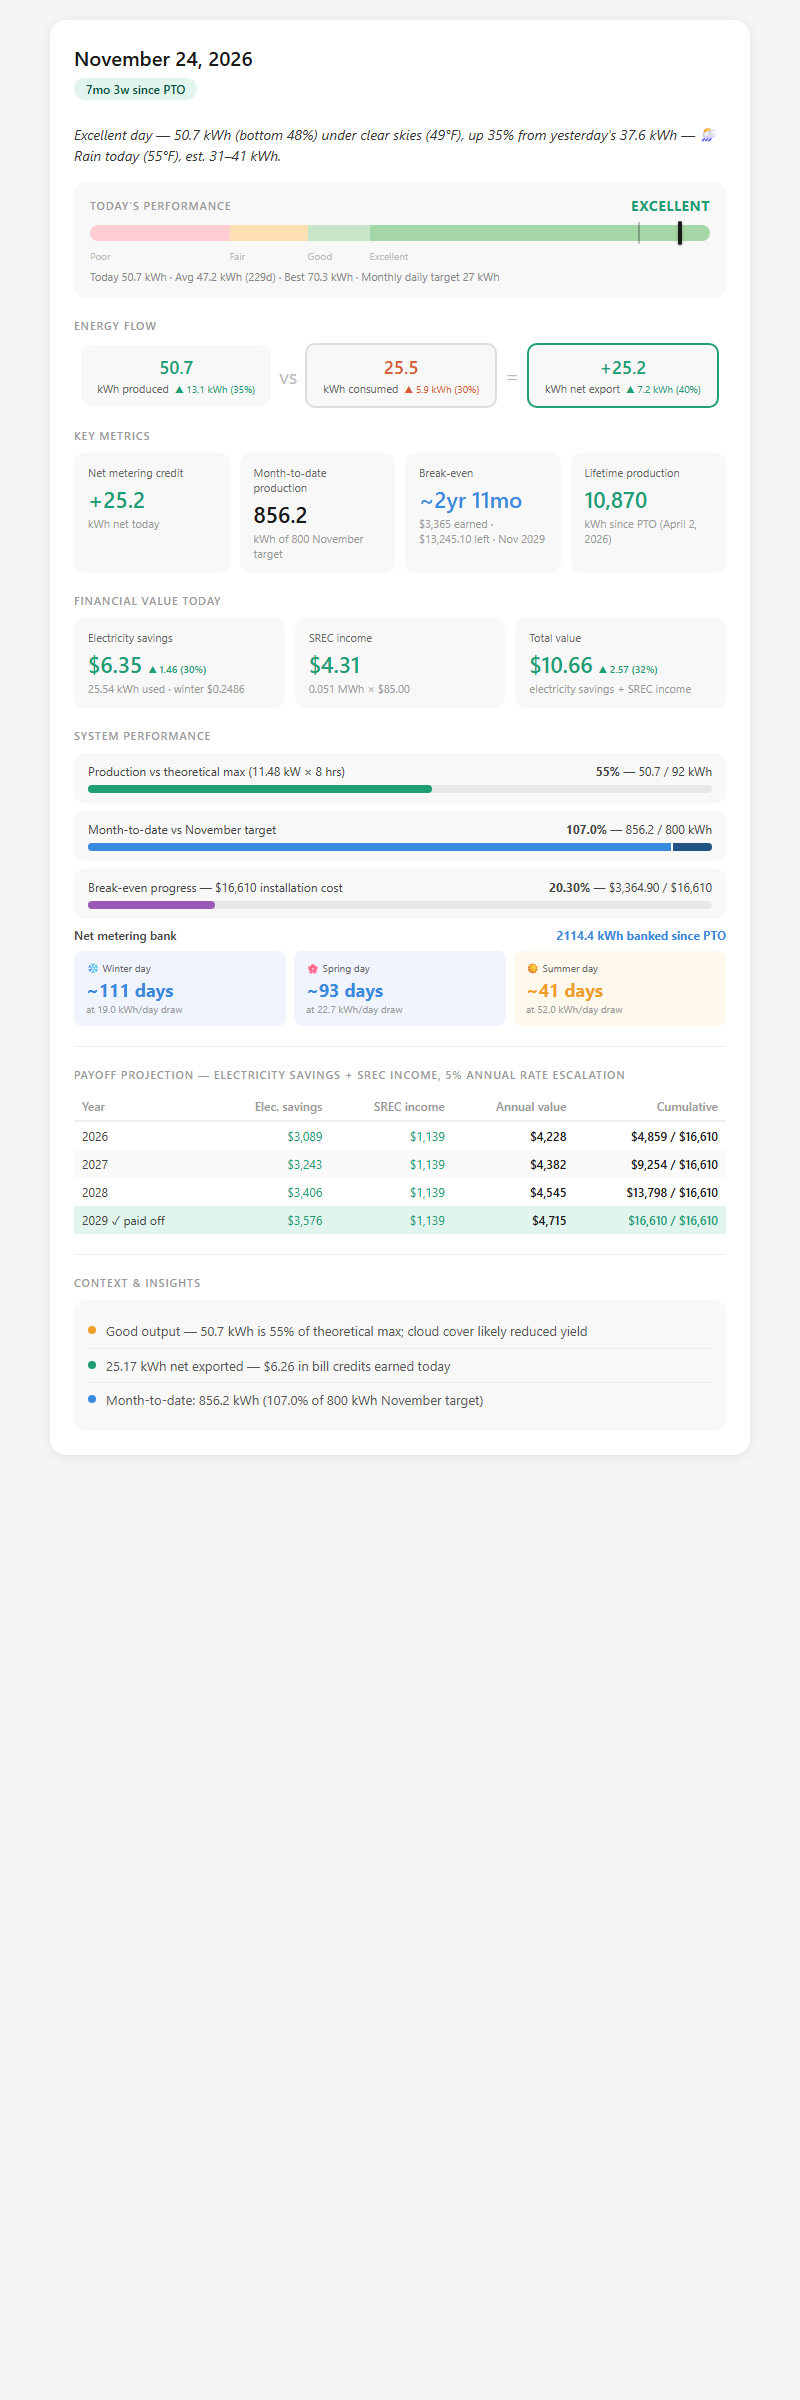 November 24, 2026
7mo 3w since PTO
Excellent day — 50.7 kWh (bottom 48%) under clear skies (49°F), up 35% from yesterday's 37.6 kWh — 🌦️
Rain today (55°F), est. 31–41 kWh.
TODAY'S PERFORMANCE EXCELLENT
Poor Fair Good Excellent
Today 50.7 kWh · Avg 47.2 kWh (229d) · Best 70.3 kWh · Monthly daily target 27 kWh
ENERGY FLOW
50.7
kWh produced ▲ 13.1 kWh (35%)
VS
25.5
kWh consumed ▲ 5.9 kWh (30%)
=
+25.2
kWh net export ▲ 7.2 kWh (40%)
KEY METRICS
Net metering credit
+25.2
kWh net today
Month-to-date
production
856.2
kWh of 800 November
target
Break-even
~2yr 11mo
$3,365 earned ·
$13,245.10 left · Nov 2029
Lifetime production
10,870
kWh since PTO (April 2,
2026)
FINANCIAL VALUE TODAY
Electricity savings
$6.35 ▲ 1.46 (30%)
25.54 kWh used · winter $0.2486
SREC income
$4.31
0.051 MWh × $85.00
Total value
$10.66 ▲ 2.57 (32%)
electricity savings + SREC income
SYSTEM PERFORMANCE
Production vs theoretical max (11.48 kW × 8 hrs) 55% — 50.7 / 92 kWh
Month-to-date vs November target 107.0% — 856.2 / 800 kWh
Break-even progress — $16,610 installation cost 20.30% — $3,364.90 / $16,610
Net metering bank 2114.4 kWh banked since PTO
❄️ Winter day
~111 days
at 19.0 kWh/day draw
🌸 Spring day
~93 days
at 22.7 kWh/day draw
☀️ Summer day
~41 days
at 52.0 kWh/day draw
PAYOFF PROJECTION — ELECTRICITY SAVINGS + SREC INCOME, 5% ANNUAL RATE ESCALATION
Year Elec. savings SREC income Annual value Cumulative
2026 $3,089 $1,139 $4,228 $4,859 / $16,610
2027 $3,243 $1,139 $4,382 $9,254 / $16,610
2028 $3,406 $1,139 $4,545 $13,798 / $16,610
2029 ✓ paid off $3,576 $1,139 $4,715 $16,610 / $16,610
CONTEXT & INSIGHTS
Good output — 50.7 kWh is 55% of theoretical max; cloud cover likely reduced yield
25.17 kWh net exported — $6.26 in bill credits earned today
Month-to-date: 856.2 kWh (107.0% of 800 kWh November target)